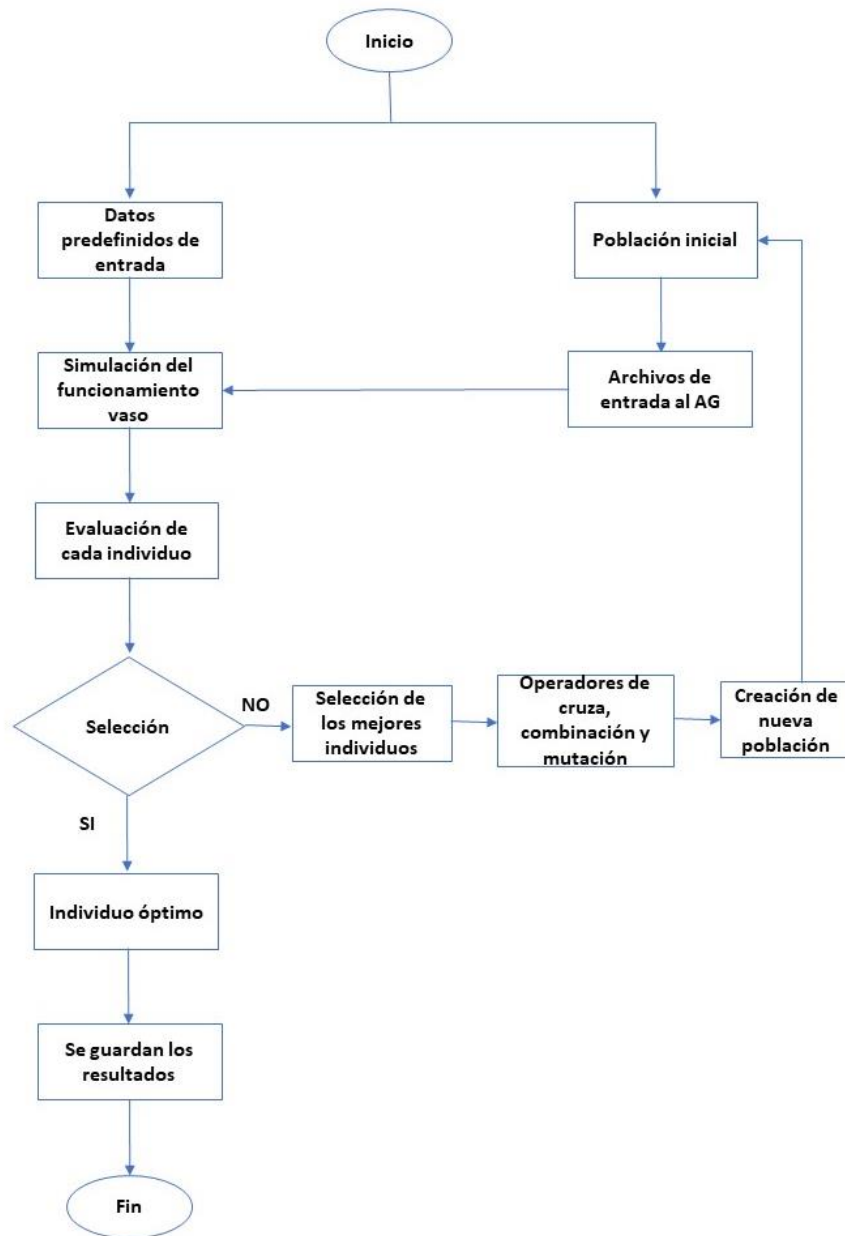 Inicio
Datos
predefinidos de
entrada
Población inicial
Simulación del
funcionamiento
vaso
Archivos de
entrada al AG
Evaluación de
cada individuo
Selección
NO
Selección de
los mejores
individuos
Operadores de
cruza,
combinación y
mutación
Creación de
nueva
población
SI
Individuo óptimo
Se guardan los
resultados
Fin